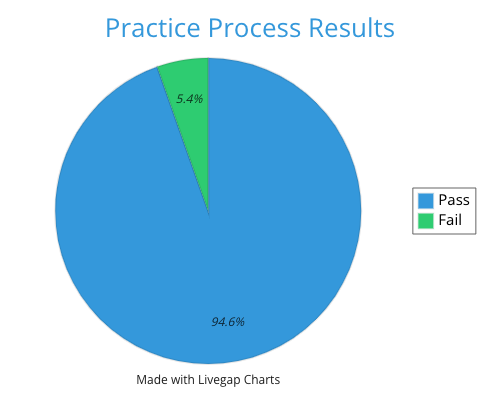 Practice Process Results
5.4%
Pass
Fail
94.6%
Made with Livegap Charts